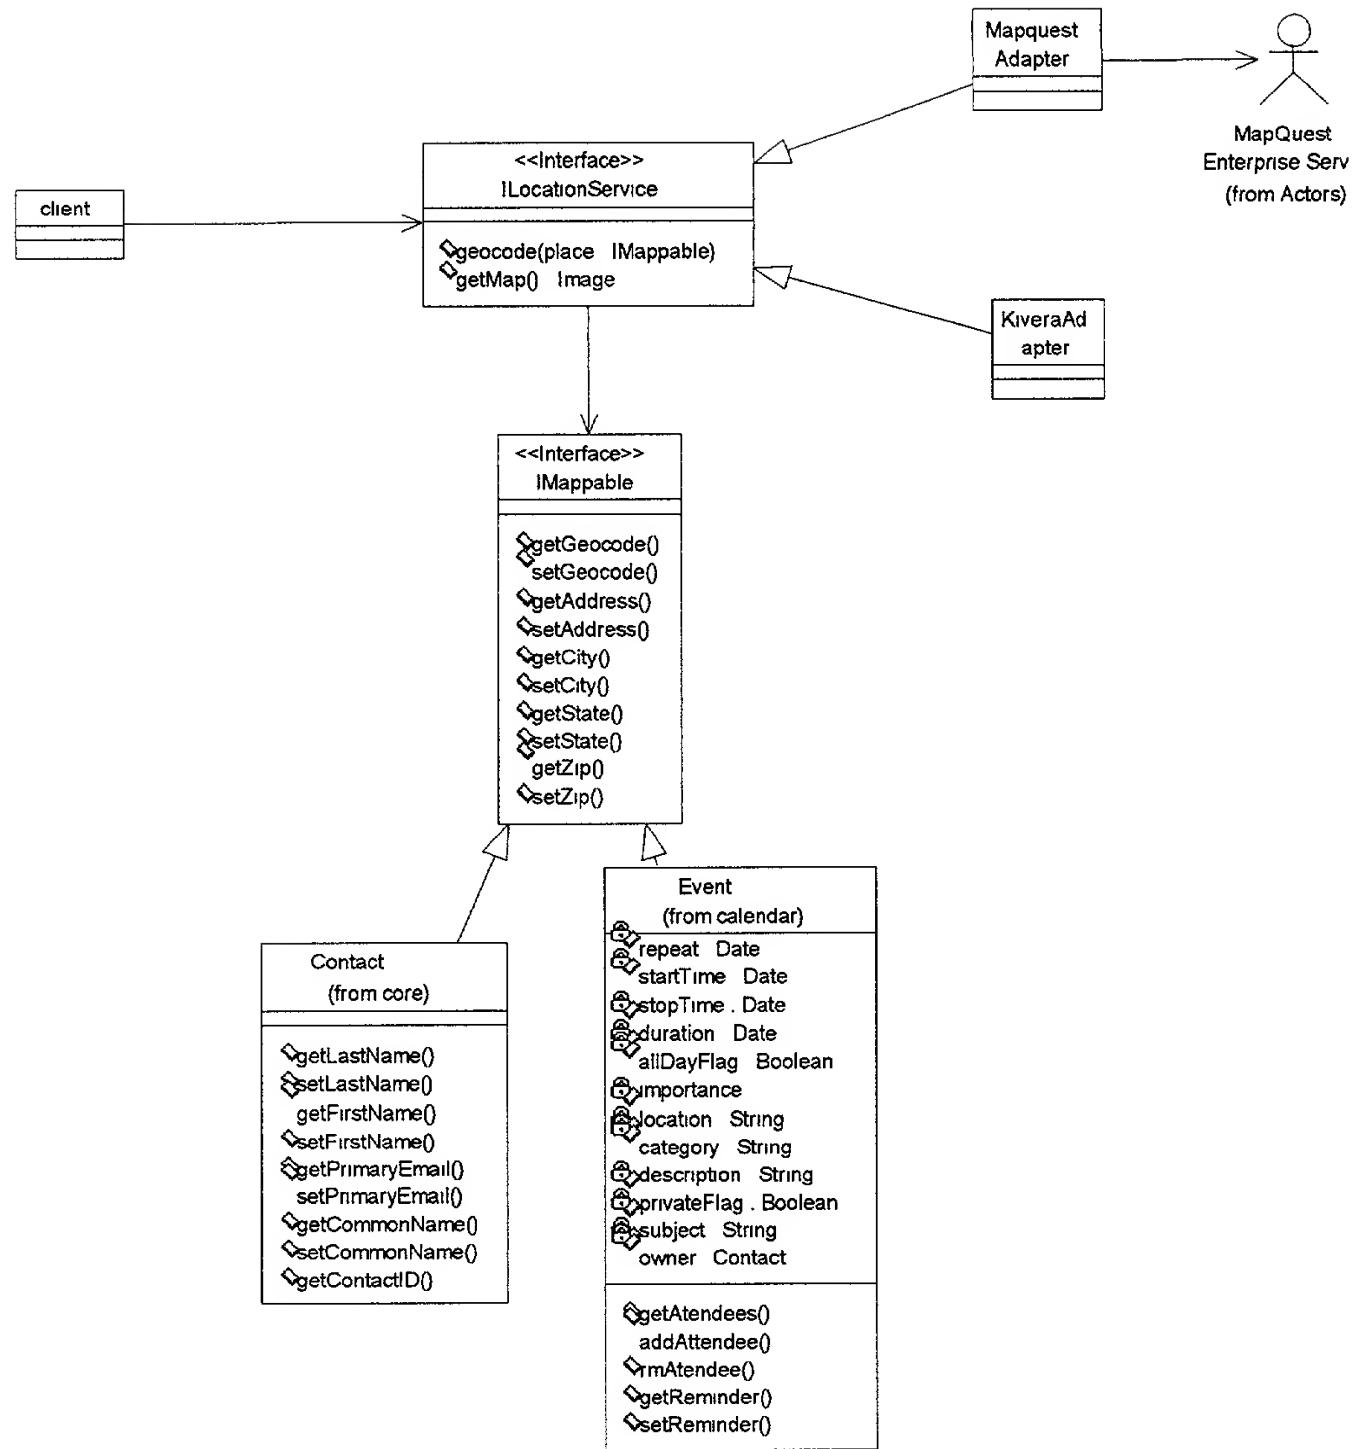 Mapquest
Adapter
MapQuest
Enterprise Serv
(from Actors)
<<Interface>>
ILocationService
geocode(place IMappable)
getMap() Image
client
KiveraAd
apter
<<Interface>>
IMappable
getGeocode()
setGeocode()
getAddress()
setAddress()
getCity()
setCity()
getState()
setState()
getZip()
setZip()
Contact
(from core)
getLastName()
setLastName()
getFirstName()
setFirstName()
getPrimaryEmail()
setPrimaryEmail()
getCommonName()
setCommonName()
getContactID()
Event
(from calendar)
repeat Date
startTime Date
stopTime . Date
duration Date
allDayFlag Boolean
importance
location String
category String
description String
privateFlag . Boolean
subject String
owner Contact
getAtendees()
addAttendee()
rmAtendee()
getReminder()
setReminder()